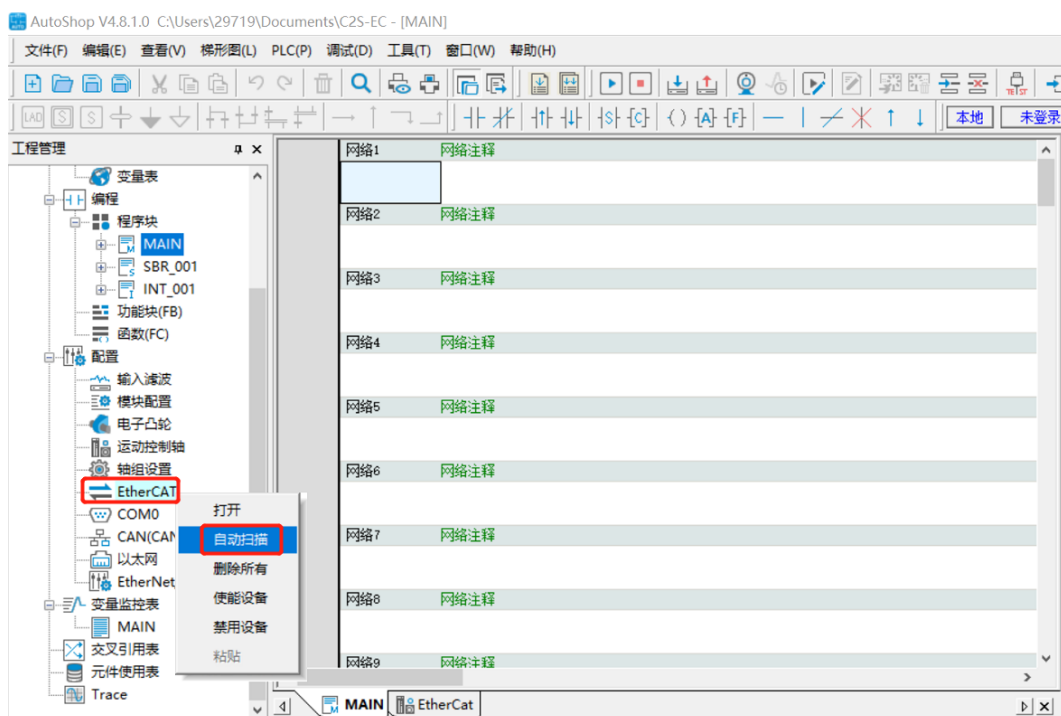 AutoShop V4.8.1.0 C:\Users\29719\Documents\C2S-EC - [MAIN]
文件(F) 编辑(E) 查看(V) 梯形图(L) PLC(P) 调试(D) 工具(T) 窗口(W) 帮助(H)
TEST
LAD S S S C A F 本地 未登录
工程管理
变量表
编程
程序块
MAIN
SBR_001
INT_001
功能块(FB)
函数(FC)
配置
输入滤波
模块配置
电子凸轮
运动控制轴
轴组设置
EtherCAT
COM0
CAN(CAN
以太网
EtherNet
变量监控表
MAIN
交叉引用表
元件使用表
Trace
打开
自动扫描
删除所有
使能设备
禁用设备
粘贴
网络1 网络注释
网络2 网络注释
网络3 网络注释
网络4 网络注释
网络5 网络注释
网络6 网络注释
网络7 网络注释
网络8 网络注释
网络9 网络注释
MAIN EtherCat